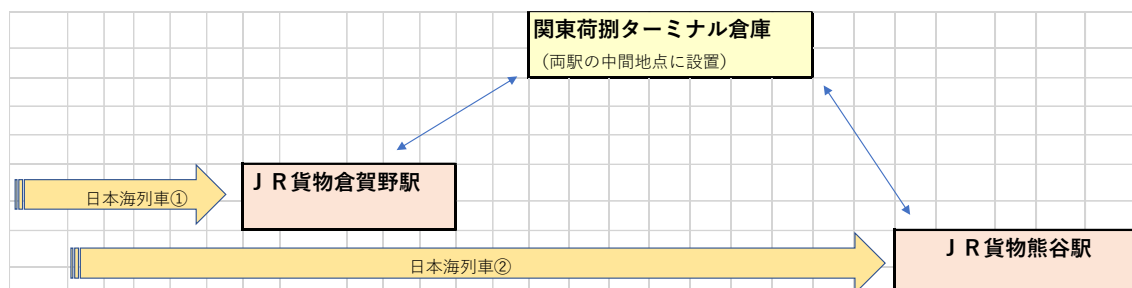 関東荷捌ターミナル倉庫
（両駅の中間地点に設置）
ＪＲ貨物倉賀野駅
日本海列車①
ＪＲ貨物熊谷駅
日本海列車②